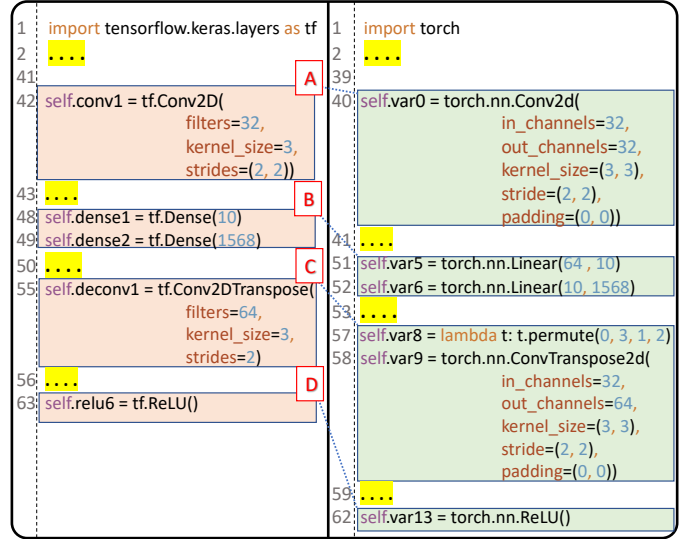 1 import tensorflow.keras.layers as tf
2 ....
41
42 self.conv1 = tf.Conv2D(
filters=32,
kernel_size=3,
strides=(2, 2))
43 ....
48 self.dense1 = tf.Dense(10)
49 self.dense2 = tf.Dense(1568)
50 ....
55 self.deconv1 = tf.Conv2DTranspose(
filters=64,
kernel_size=3,
strides=2)
56 ....
63 self.relu6 = tf.ReLU()
A
B
C
D
1 import torch
2 ....
39
40 self.var0 = torch.nn.Conv2d(
in_channels=32,
out_channels=32,
kernel_size=(3, 3),
stride=(2, 2),
padding=(0, 0))
41 ....
51 self.var5 = torch.nn.Linear(64 , 10)
52 self.var6 = torch.nn.Linear(10, 1568)
53 ....
57 self.var8 = lambda t: t.permute(0, 3, 1, 2)
58 self.var9 = torch.nn.ConvTranspose2d(
in_channels=32,
out_channels=64,
kernel_size=(3, 3),
stride=(2, 2),
padding=(0, 0))
59 ....
62 self.var13 = torch.nn.ReLU()